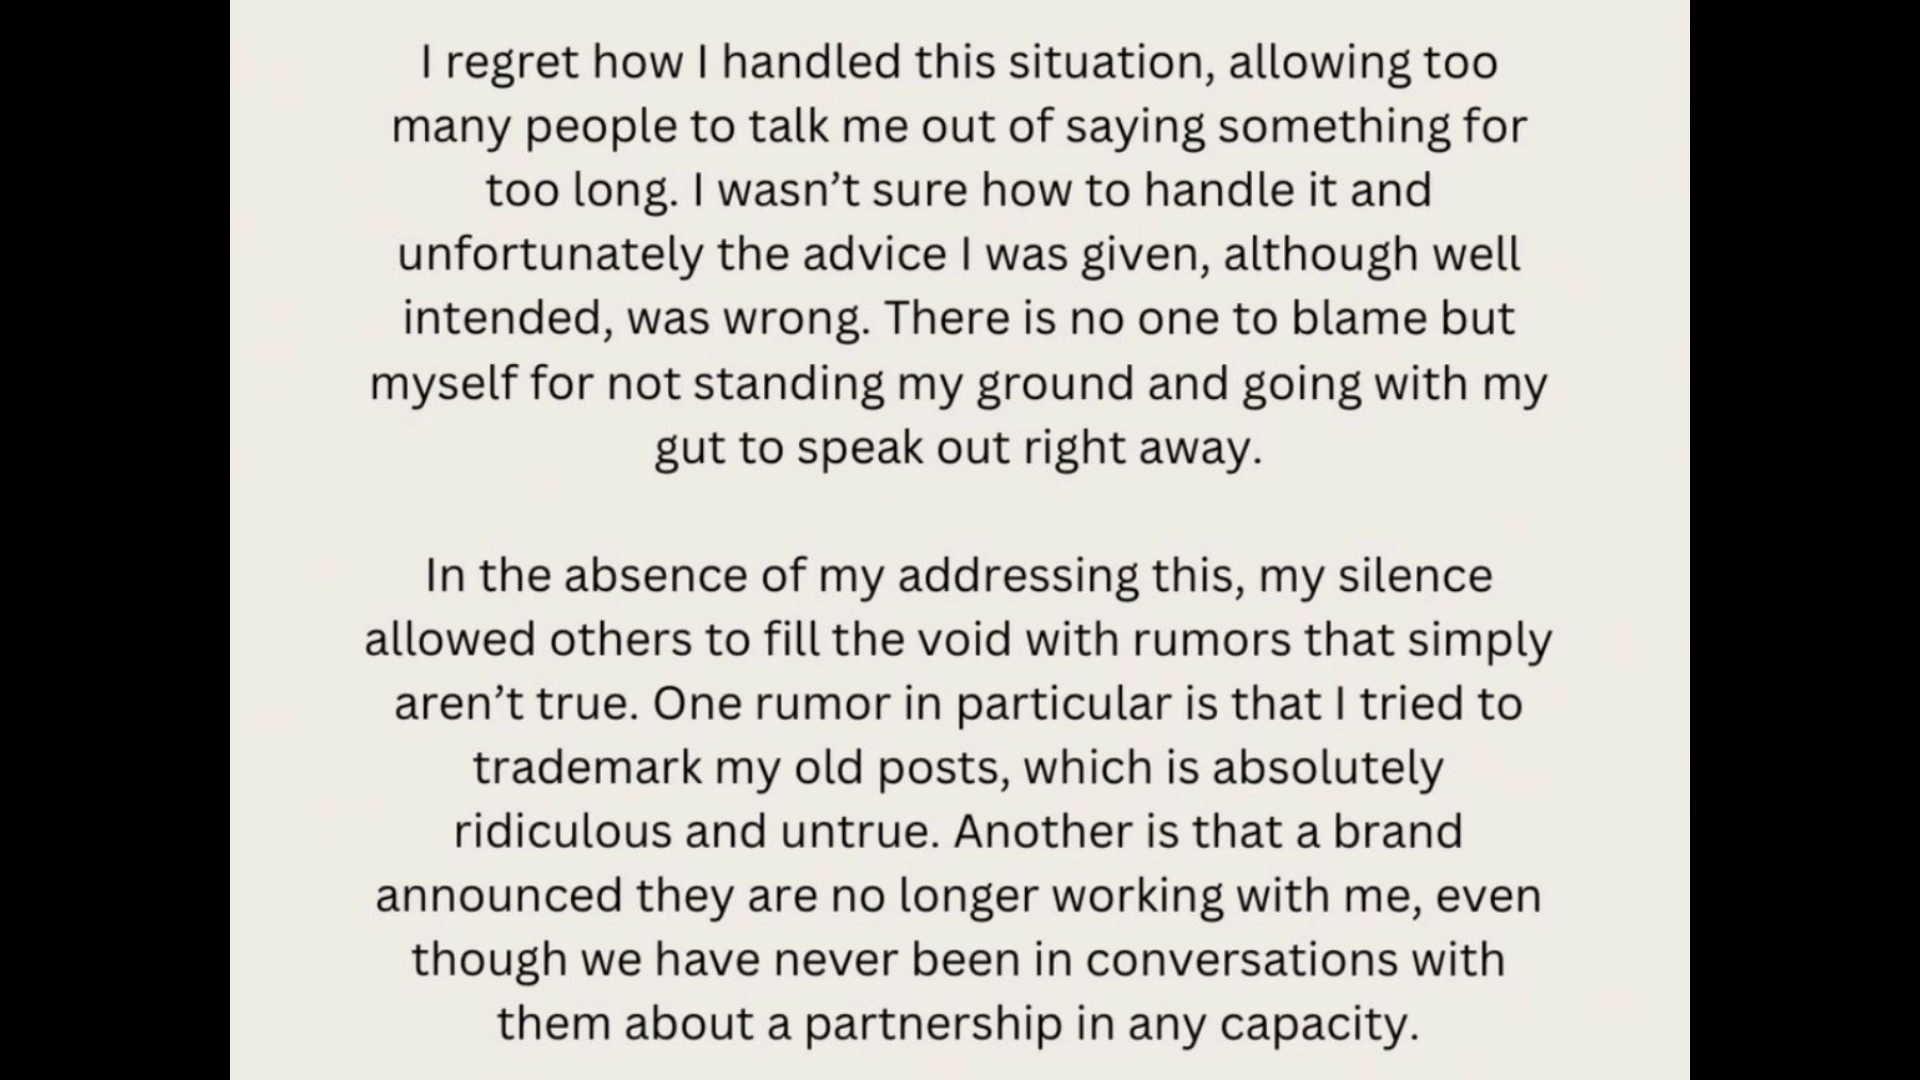 I regret how I handled this situation, allowing too
many people to talk me out of saying something for
too long. I wasn’t sure how to handle it and
unfortunately the advice I was given, although well
intended, was wrong. There is no one to blame but
myself for not standing my ground and going with my
gut to speak out right away.
In the absence of my addressing this, my silence
allowed others to fill the void with rumors that simply
aren’t true. One rumor in particular is that I tried to
trademark my old posts, which is absolutely
ridiculous and untrue. Another is that a brand
announced they are no longer working with me, even
though we have never been in conversations with
them about a partnership in any capacity.